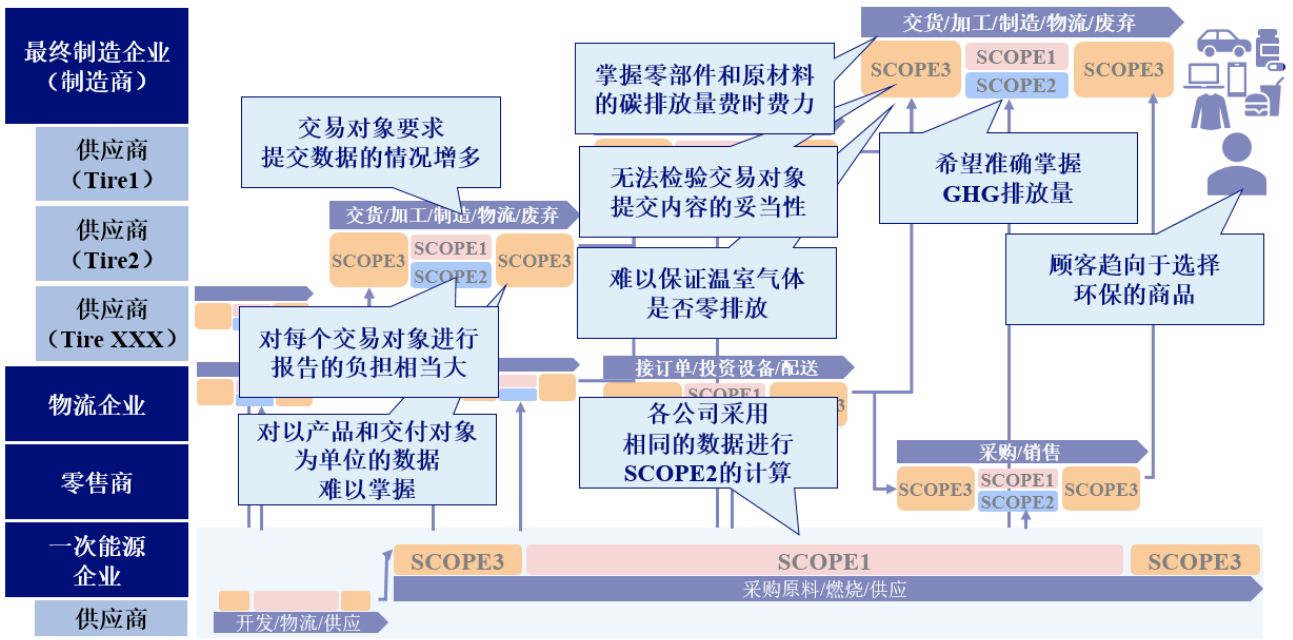 最终制造企业
（制造商）
供应商
（Tire1）
供应商
（Tire2）
供应商
（Tire XXX）
物流企业
零售商
一次能源
企业
供应商
交货/加工/制造/物流/废弃
SCOPE3
SCOPE1
SCOPE2
SCOPE3
掌握零部件和原材料
的碳排放量费时费力
交易对象要求
提交数据的情况增多
无法检验交易对象
提交内容的妥当性
希望准确掌握
GHG排放量
交货/加工/制造/物流/废弃
SCOPE3
SCOPE1
SCOPE2
SCOPE3
难以保证温室气体
是否零排放
顾客趋向于选择
环保的商品
对每个交易对象进行
报告的负担相当大
接订单/投资设备/配送
SCOPE1
对以产品和交付对象
为单位的数据
难以掌握
各公司采用
相同的数据进行
SCOPE2的计算
采购/销售
SCOPE3
SCOPE1
SCOPE2
SCOPE3
SCOPE3
SCOPE1
SCOPE3
采购原料/燃烧/供应
开发/物流/供应